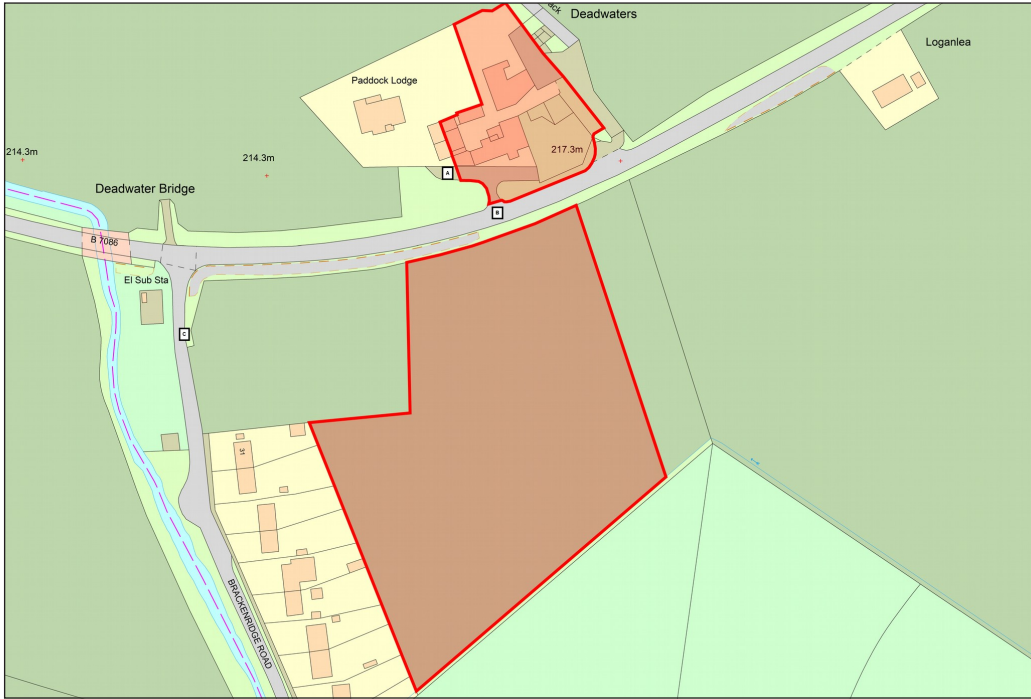 Deadwaters
Loganlea
Paddock Lodge
217.3m
214.3m
214.3m
A
Deadwater Bridge
B
B 7086
El Sub Sta
C
31
BRACKENRIDGE ROAD